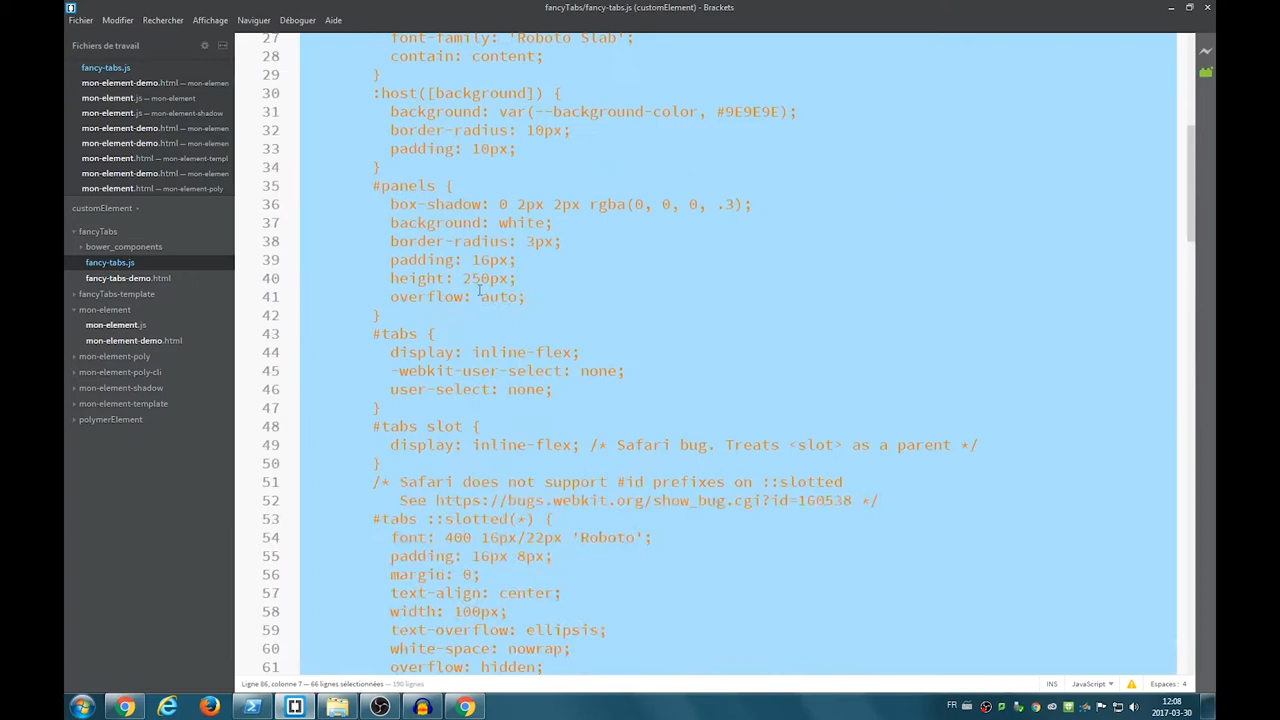 fancyTabs/fancy-tabs.js (customElement) - Brackets
Fichier Modifier Rechercher Affichage Naviguer Déboguer Aide
Fichiers de travail
fancy-tabs.js
mon-element-demo.html — mon-elemen
mon-element.js — mon-element
mon-element.js — mon-element-shadow
mon-element-demo.html — mon-elemen
mon-element-demo.html — mon-elemen
mon-element.html — mon-element-templ
mon-element-demo.html — mon-elemen
mon-element.html — mon-element-poly
customElement
fancyTabs
bower_components
fancy-tabs.js
fancy-tabs-demo.html
fancyTabs-template
mon-element
mon-element.js
mon-element-demo.html
mon-element-poly
mon-element-poly-cli
mon-element-shadow
mon-element-template
polymerElement
27 font-family: 'Roboto Slab';
28 contain: content;
29 }
30 :host([background]) {
31 background: var(--background-color, #9E9E9E);
32 border-radius: 10px;
33 padding: 10px;
34 }
35 #panels {
36 box-shadow: 0 2px 2px rgba(0, 0, 0, .3);
37 background: white;
38 border-radius: 3px;
39 padding: 16px;
40 height: 250px;
41 overflow: auto;
42 }
43 #tabs {
44 display: inline-flex;
45 -webkit-user-select: none;
46 user-select: none;
47 }
48 #tabs slot {
49 display: inline-flex; /* Safari bug. Treats <slot> as a parent */
50 }
51 /* Safari does not support #id prefixes on ::slotted
52 See https://bugs.webkit.org/show_bug.cgi?id=160538 */
53 #tabs ::slotted(*) {
54 font: 400 16px/22px 'Roboto';
55 padding: 16px 8px;
56 margin: 0;
57 text-align: center;
58 width: 100px;
59 text-overflow: ellipsis;
60 white-space: nowrap;
61 overflow: hidden;
Ligne 86, colonne 7 — 66 lignes sélectionnées — 190 lignes INS JavaScript Espaces : 4
FR 12:08
2017-03-30